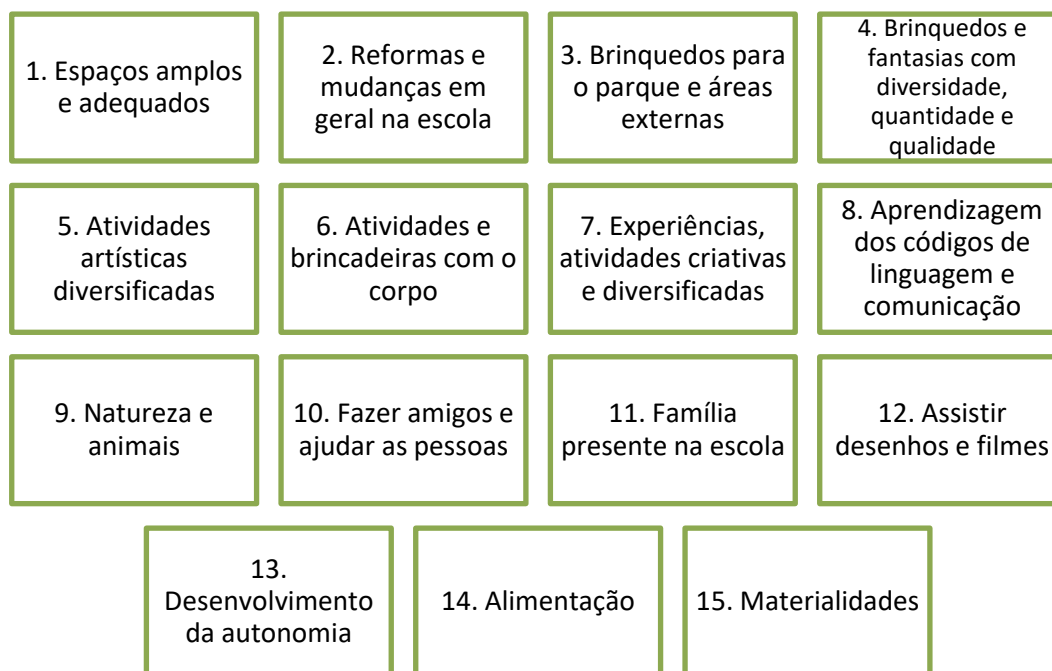 1. Espaços amplos
e adequados
2. Reformas e
mudanças em
geral na escola
3. Brinquedos para
o parque e áreas
externas
4. Brinquedos e
fantasias com
diversidade,
quantidade e
qualidade
5. Atividades
artísticas
diversificadas
6. Atividades e
brincadeiras com o
corpo
7. Experiências,
atividades criativas
e diversificadas
8. Aprendizagem
dos códigos de
linguagem e
comunicação
9. Natureza e
animais
10. Fazer amigos e
ajudar as pessoas
11. Família
presente na escola
12. Assistir
desenhos e filmes
13.
Desenvolvimento
da autonomia
14. Alimentação
15. Materialidades